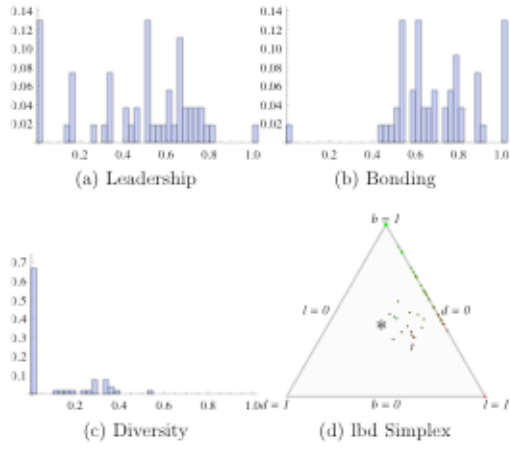 0.14 0.14
0.12 0.12
0.10 0.10
0.08 0.08
0.06 0.06
0.04 0.04
0.02 0.02
0.2 0.4 0.6 0.8 1.0 0.2 0.4 0.6 0.8 1.0
(a) Leadership (b) Bonding
b = 1
0.7
0.6
0.5
0.4
0.3
0.2
0.1
l = 0 d = 0
0.2 0.4 0.6 0.8 1.0 d = 1 b = 0 l = 1
(c) Diversity (d) lbd Simplex